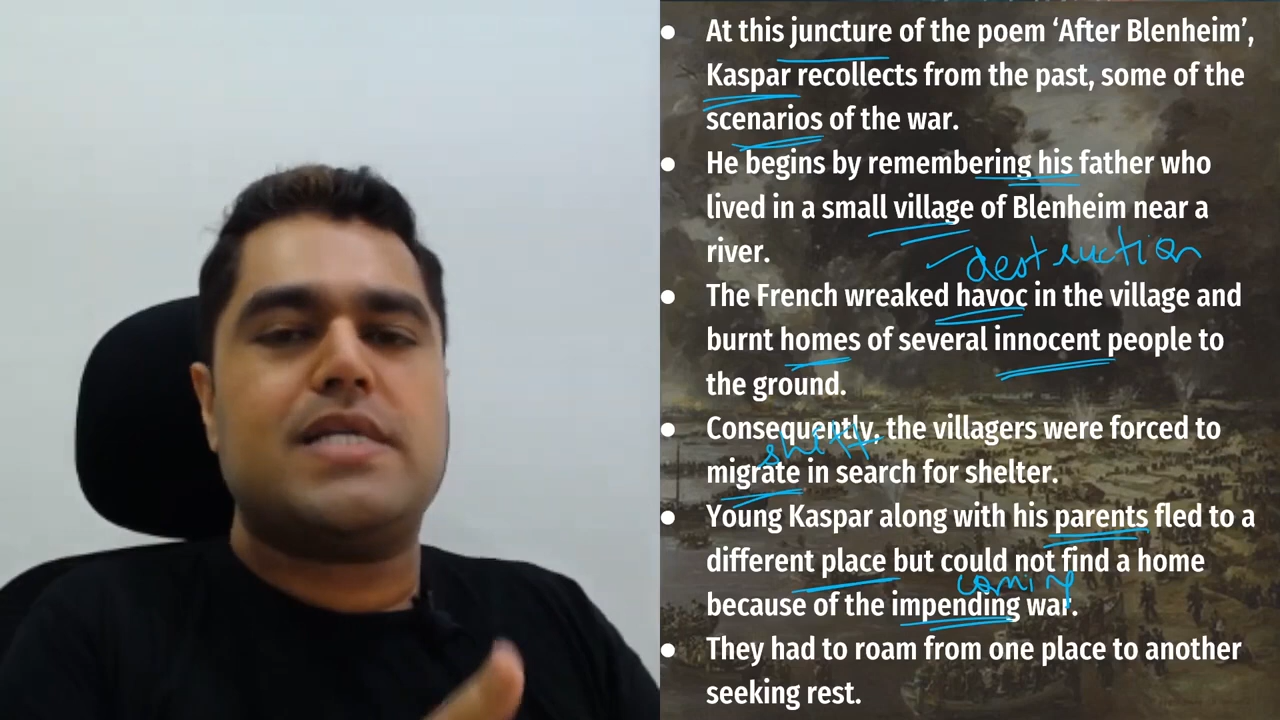 • At this juncture of the poem ‘After Blenheim’,
Kaspar recollects from the past, some of the
scenarios of the war.
• He begins by remembering his father who
lived in a small village of Blenheim near a
river.
destruction
• The French wreaked havoc in the village and
burnt homes of several innocent people to
the ground.
• Consequently, the villagers were forced to
shift
migrate in search for shelter.
• Young Kaspar along with his parents fled to a
different place but could not find a home
coming
because of the impending war.
• They had to roam from one place to another
seeking rest.